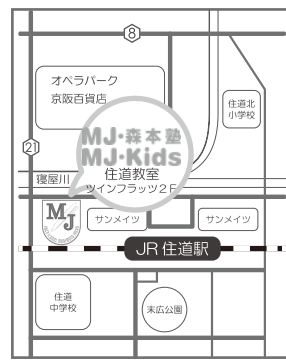 8
オペラパーク
京阪百貨店
住道北
小学校
MJ・森本塾
MJ・Kids
住道教室
ツインフラッツ2F
21
寝屋川
MJ
サンメイツ
サンメイツ
JR住道駅
住道
中学校
末広公園